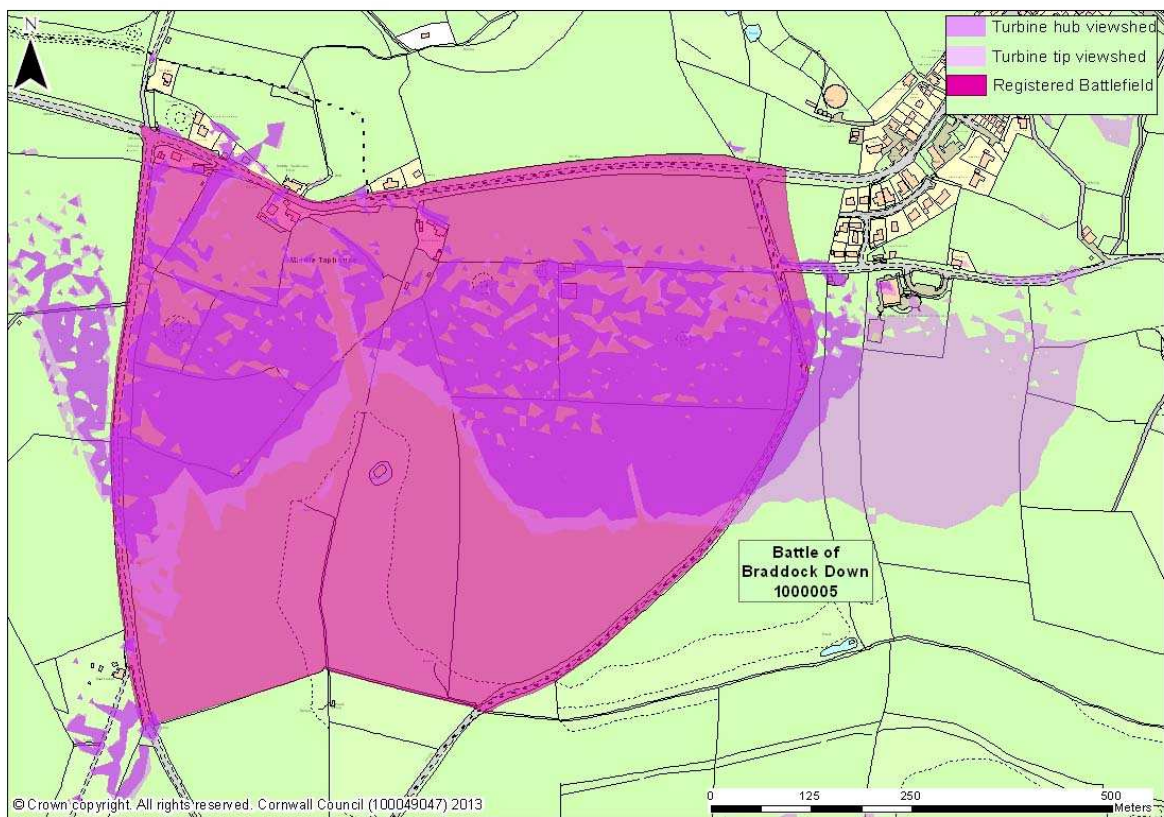 N
Turbine hub viewshed
Turbine tip viewshed
Registered Battlefield
Battle of
Braddock Down
1000005
© Crown copyright. All rights reserved. Cornwall Council (100049047) 2013
0 125 250 500
Meters